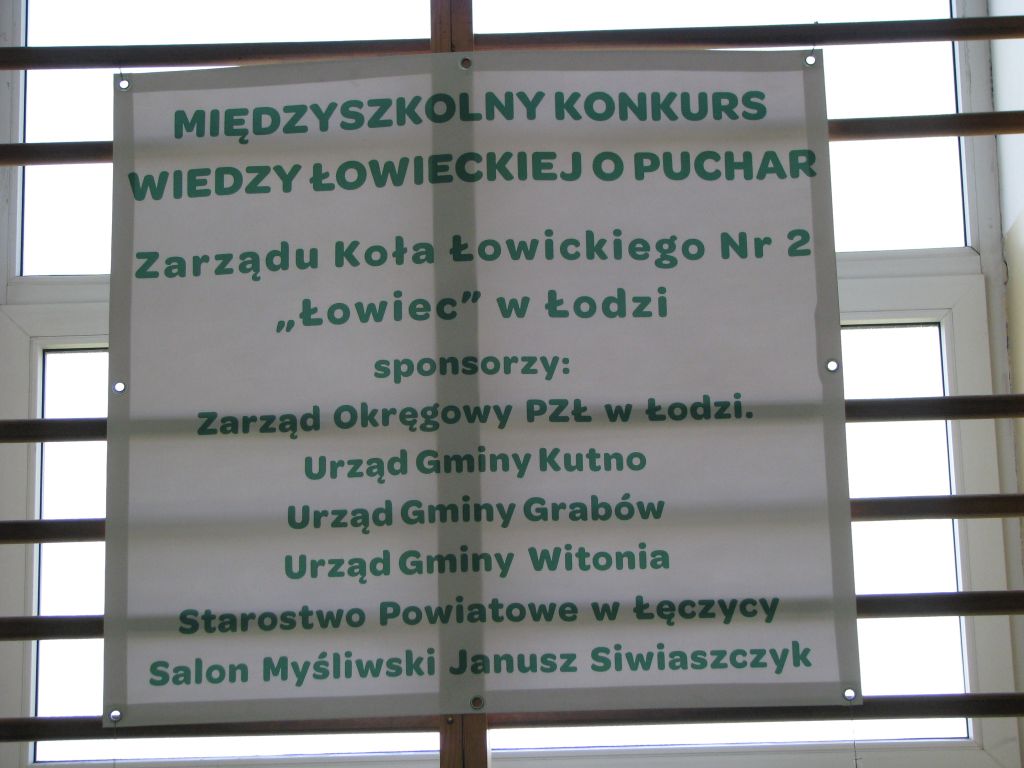 MIĘDZYSZKOLNY KONKURS
WIEDZY ŁOWIECKIEJ O PUCHAR
Zarządu Koła Łowickiego Nr 2
„Łowiec” w Łodzi
sponsorzy:
Zarząd Okręgowy PZŁ w Łodzi.
Urząd Gminy Kutno
Urząd Gminy Grabów
Urząd Gminy Witonia
Starostwo Powiatowe w Łęczycy
Salon Myśliwski Janusz Siwiaszczyk